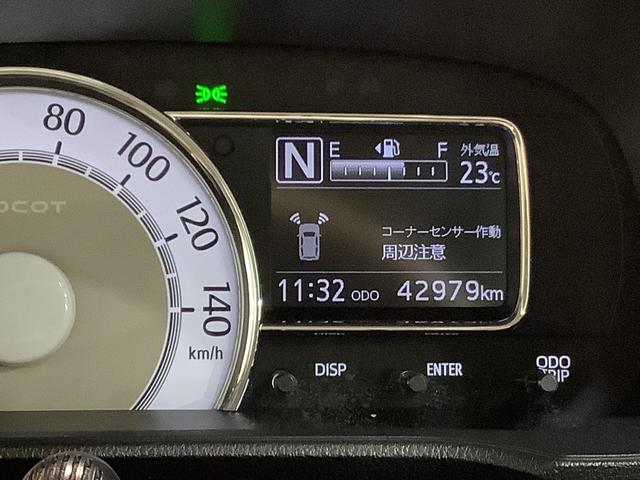 80
100
120
140
km/h
OCOT
N
E F
外気温
23℃
コーナーセンサー作動
周辺注意
11:32 ODO 42979km
DISP
ENTER
ODO
TRIP